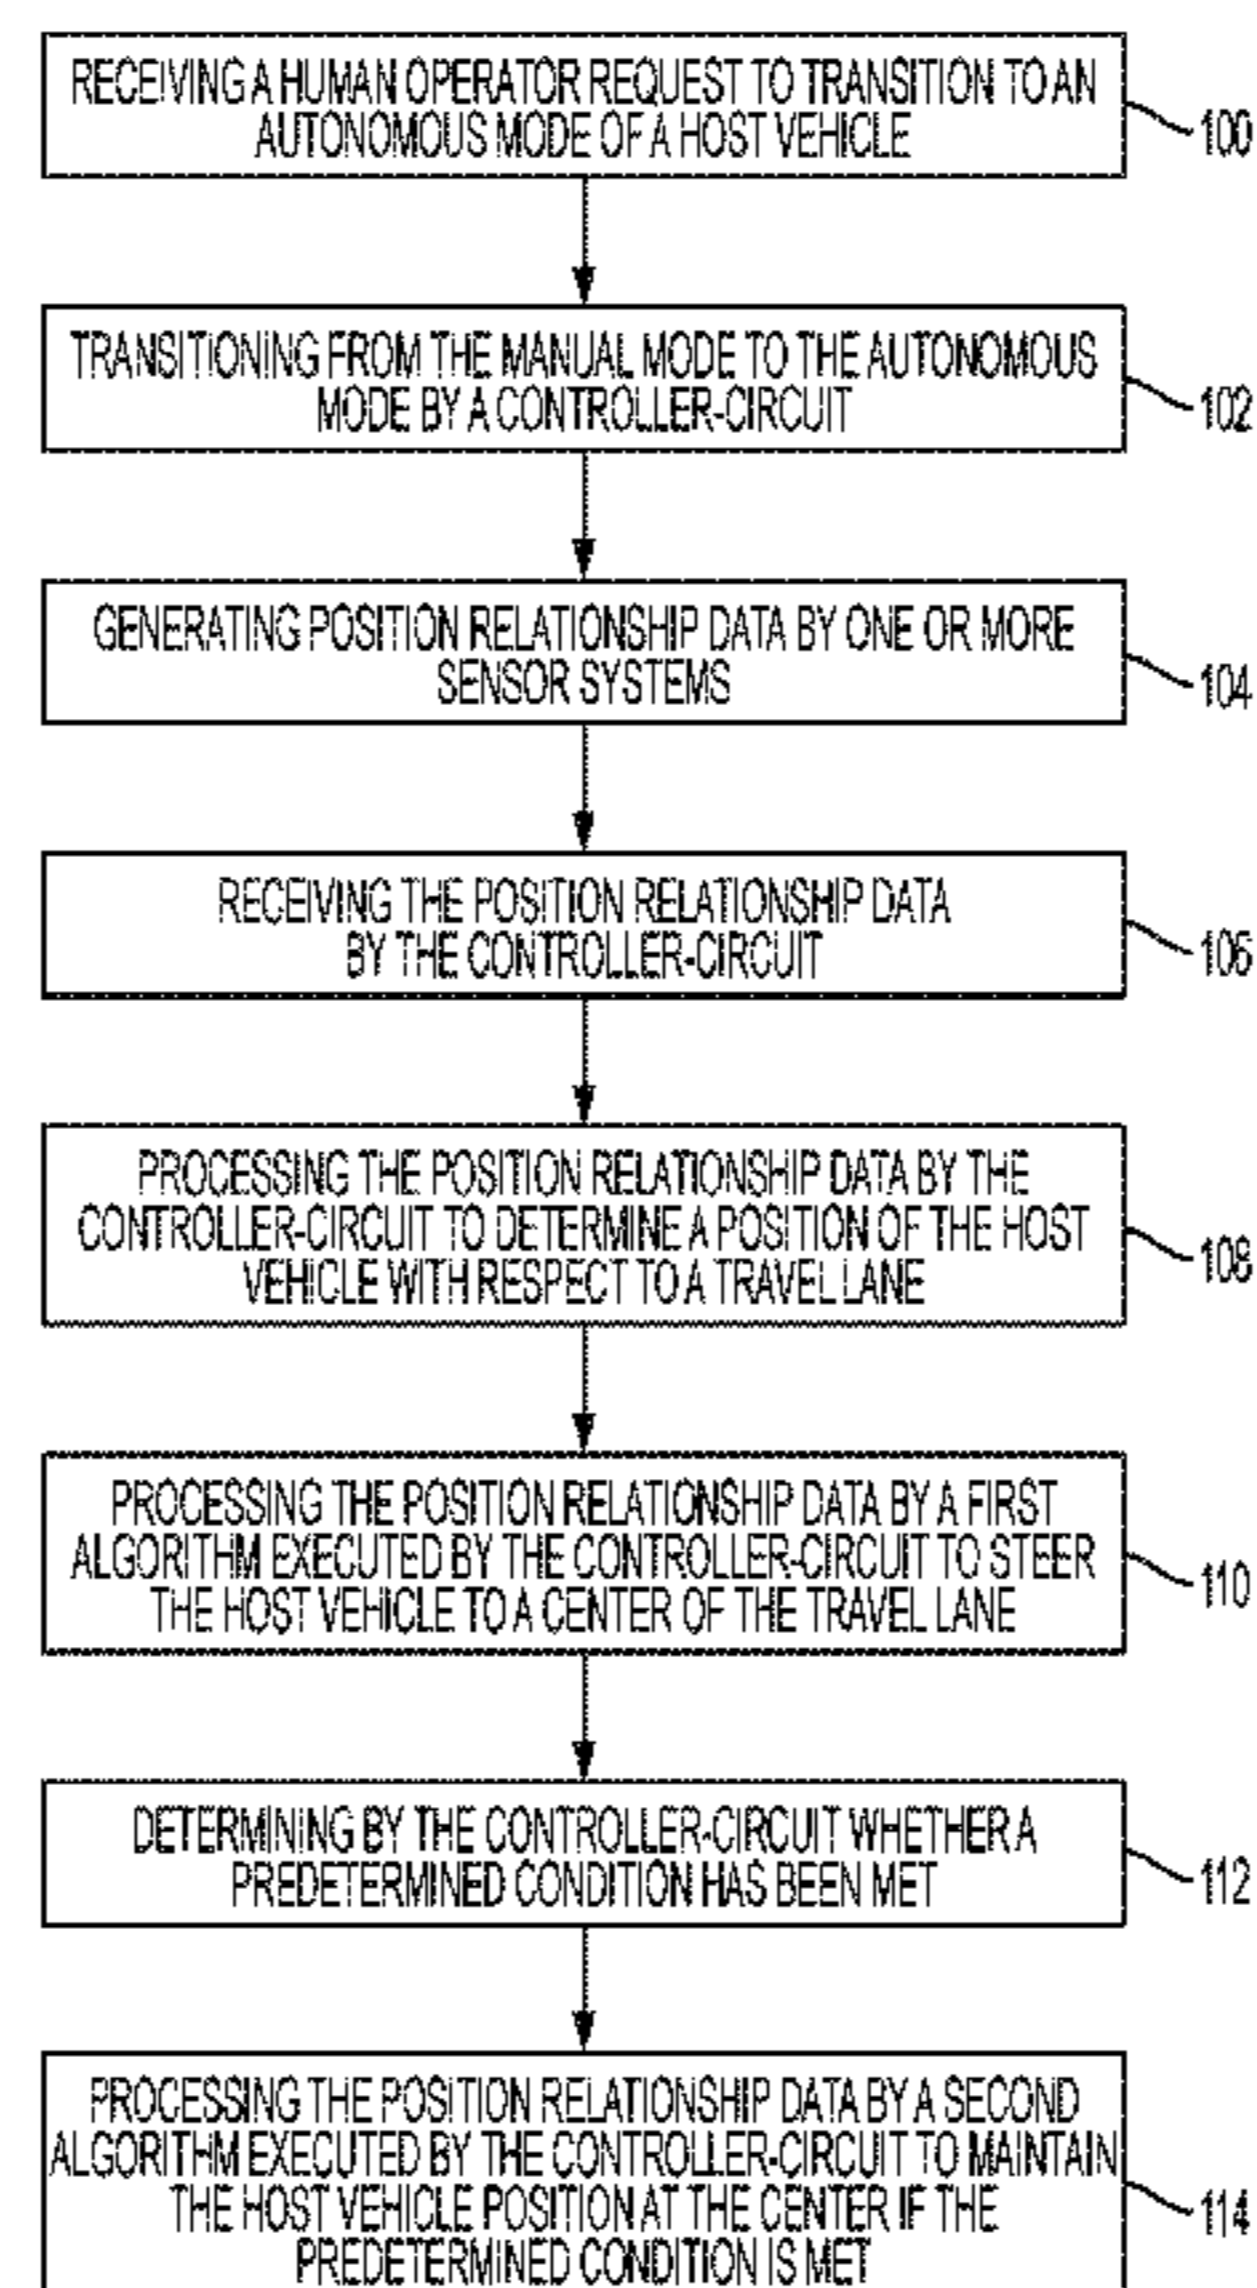 RECEIVING A HUMAN OPERATOR REQUEST TO TRANSITION TO AN
AUTONOMOUS MODE OF A HOST VEHICLE
100
TRANSITIONING FROM THE MANUAL MODE TO THE AUTONOMOUS
MODE BY A CONTROLLER-CIRCUIT
102
GENERATING POSITION RELATIONSHIP DATA BY ONE OR MORE
SENSOR SYSTEMS
104
RECEIVING THE POSITION RELATIONSHIP DATA
BY THE CONTROLLER-CIRCUIT
106
PROCESSING THE POSITION RELATIONSHIP DATA BY THE
CONTROLLER-CIRCUIT TO DETERMINE A POSITION OF THE HOST
VEHICLE WITH RESPECT TO A TRAVEL LANE
108
PROCESSING THE POSITION RELATIONSHIP DATA BY A FIRST
ALGORITHM EXECUTED BY THE CONTROLLER-CIRCUIT TO STEER
THE HOST VEHICLE TO A CENTER OF THE TRAVEL LANE
110
DETERMINING BY THE CONTROLLER-CIRCUIT WHETHER A
PREDETERMINED CONDITION HAS BEEN MET
112
PROCESSING THE POSITION RELATIONSHIP DATA BY A SECOND
ALGORITHM EXECUTED BY THE CONTROLLER-CIRCUIT TO MAINTAIN
THE HOST VEHICLE POSITION AT THE CENTER IF THE
PREDETERMINED CONDITION IS MET
114